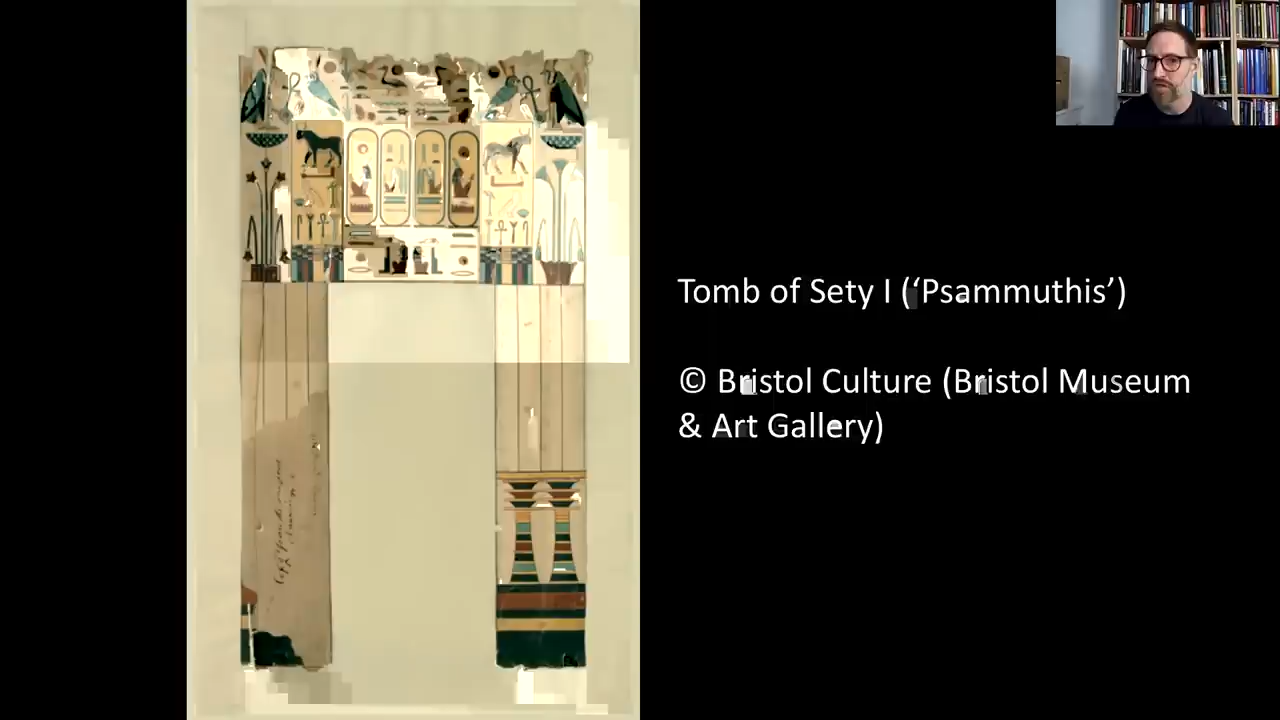 Tomb of Sety I (‘Psammuthis’)
© Bristol Culture (Bristol Museum
& Art Gallery)